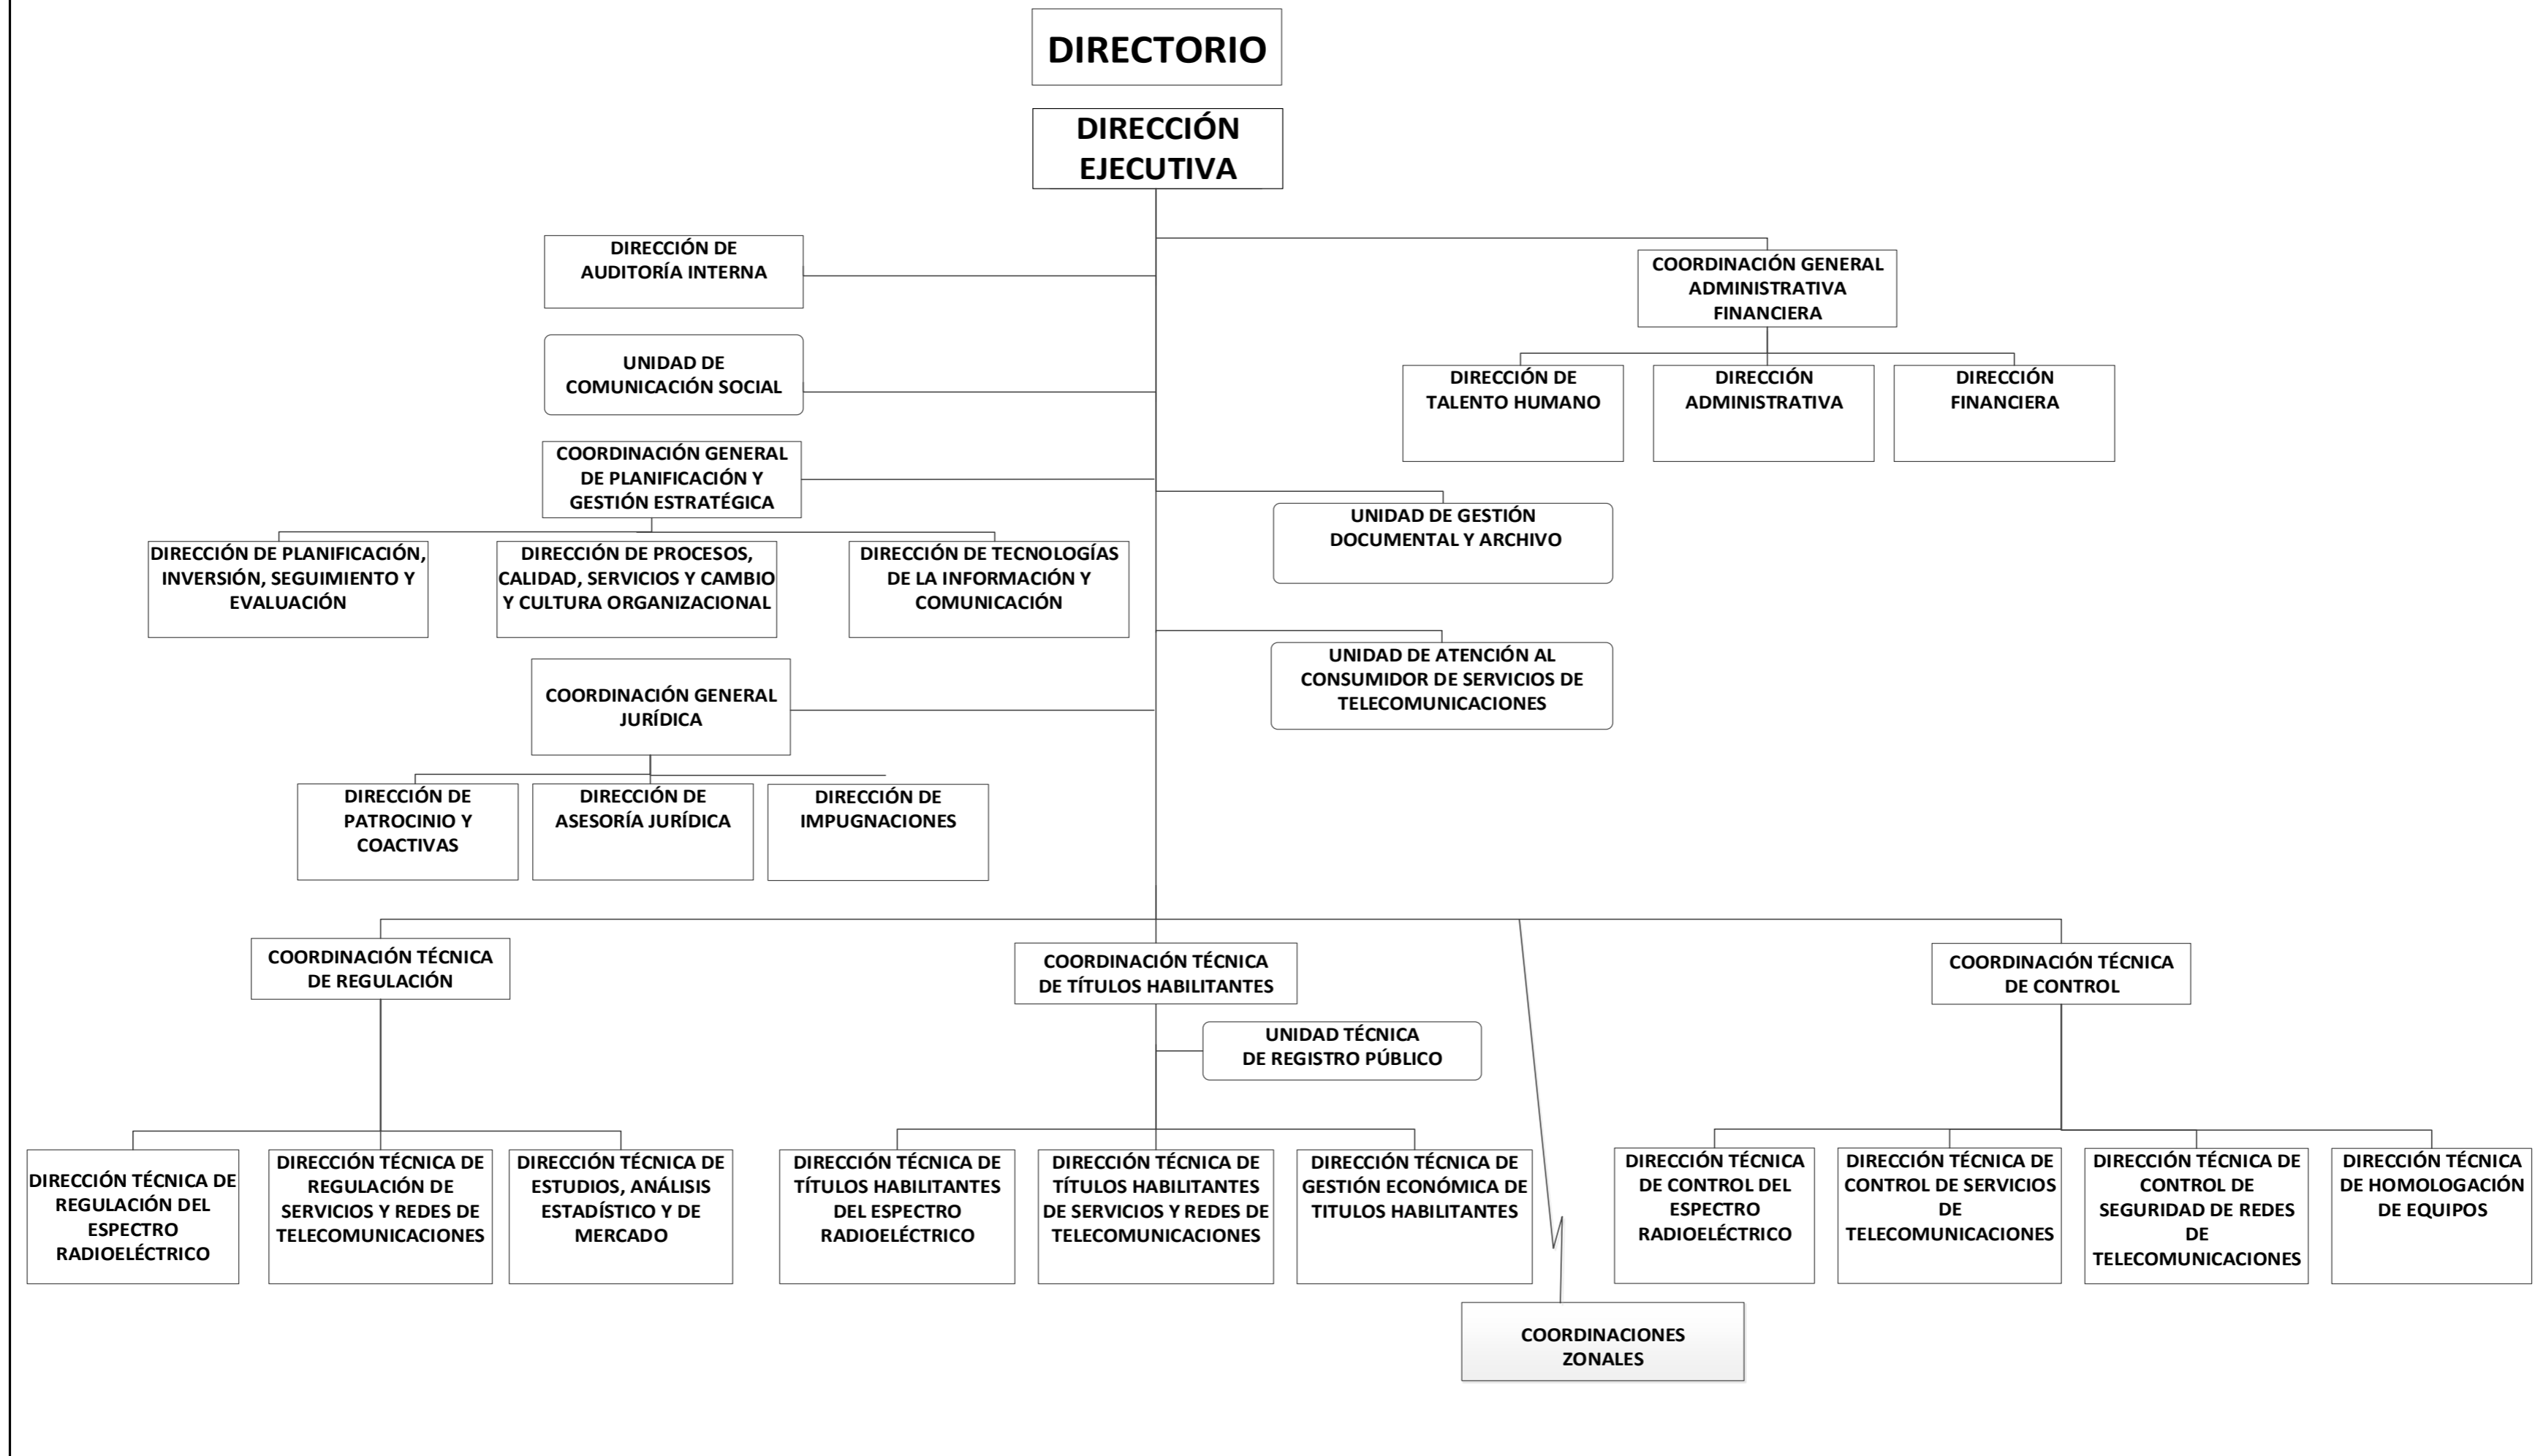 DIRECTORIO
DIRECCIÓN
EJECUTIVA
DIRECCIÓN DE
AUDITORÍA INTERNA
COORDINACIÓN GENERAL
ADMINISTRATIVA
FINANCIERA
UNIDAD DE
COMUNICACIÓN SOCIAL
DIRECCIÓN DE
TALENTO HUMANO
DIRECCIÓN
ADMINISTRATIVA
DIRECCIÓN
FINANCIERA
COORDINACIÓN GENERAL
DE PLANIFICACIÓN Y
GESTIÓN ESTRATÉGICA
UNIDAD DE GESTIÓN
DOCUMENTAL Y ARCHIVO
DIRECCIÓN DE PLANIFICACIÓN,
INVERSIÓN, SEGUIMIENTO Y
EVALUACIÓN
DIRECCIÓN DE PROCESOS,
CALIDAD, SERVICIOS Y CAMBIO
Y CULTURA ORGANIZACIONAL
DIRECCIÓN DE TECNOLOGÍAS
DE LA INFORMACIÓN Y
COMUNICACIÓN
UNIDAD DE ATENCIÓN AL
CONSUMIDOR DE SERVICIOS DE
TELECOMUNICACIONES
COORDINACIÓN GENERAL
JURÍDICA
DIRECCIÓN DE
PATROCINIO Y
COACTIVAS
DIRECCIÓN DE
ASESORÍA JURÍDICA
DIRECCIÓN DE
IMPUGNACIONES
COORDINACIÓN TÉCNICA
DE REGULACIÓN
COORDINACIÓN TÉCNICA
DE TÍTULOS HABILITANTES
COORDINACIÓN TÉCNICA
DE CONTROL
UNIDAD TÉCNICA
DE REGISTRO PÚBLICO
DIRECCIÓN TÉCNICA DE
REGULACIÓN DEL
ESPECTRO
RADIOELÉCTRICO
DIRECCIÓN TÉCNICA DE
REGULACIÓN DE
SERVICIOS Y REDES DE
TELECOMUNICACIONES
DIRECCIÓN TÉCNICA DE
ESTUDIOS, ANÁLISIS
ESTADÍSTICO Y DE
MERCADO
DIRECCIÓN TÉCNICA DE
TÍTULOS HABILITANTES
DEL ESPECTRO
RADIOELÉCTRICO
DIRECCIÓN TÉCNICA DE
TÍTULOS HABILITANTES
DE SERVICIOS Y REDES DE
TELECOMUNICACIONES
DIRECCIÓN TÉCNICA DE
GESTIÓN ECONÓMICA DE
TITULOS HABILITANTES
DIRECCIÓN TÉCNICA
DE CONTROL DEL
ESPECTRO
RADIOELÉCTRICO
DIRECCIÓN TÉCNICA DE
CONTROL DE SERVICIOS
DE
TELECOMUNICACIONES
DIRECCIÓN TÉCNICA DE
CONTROL DE
SEGURIDAD DE REDES
DE
TELECOMUNICACIONES
DIRECCIÓN TÉCNICA
DE HOMOLOGACIÓN
DE EQUIPOS
COORDINACIONES
ZONALES